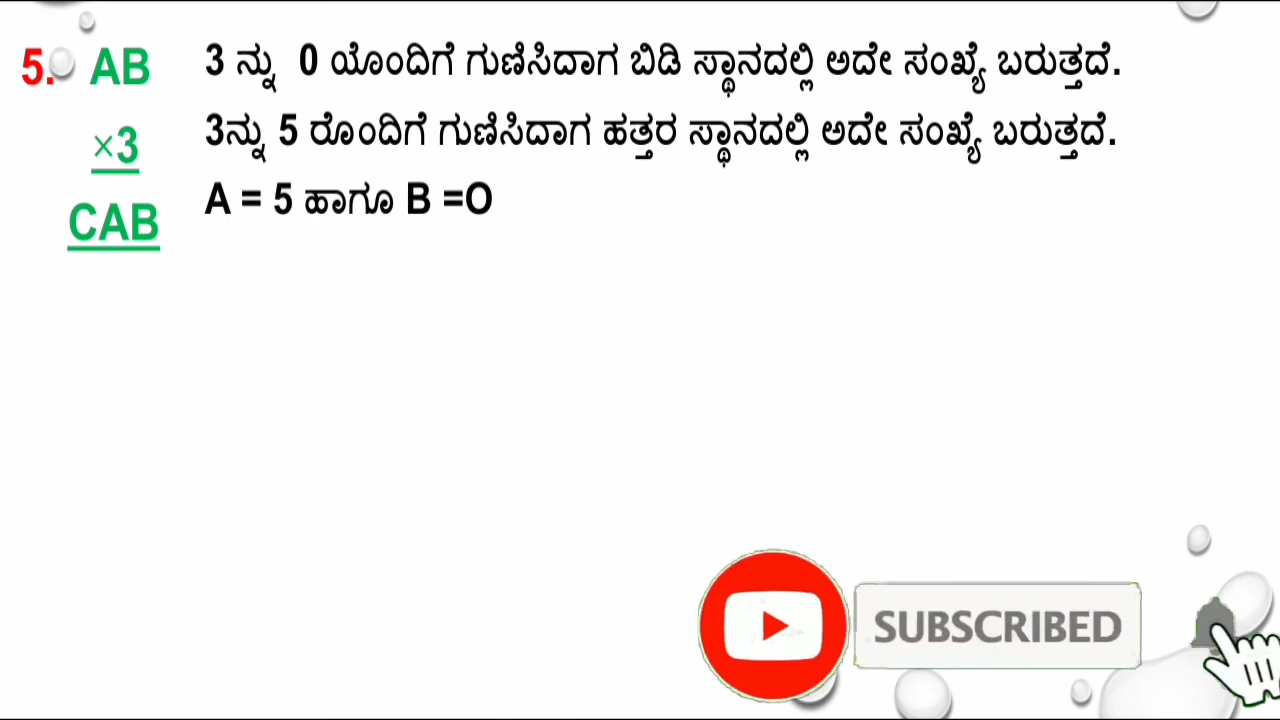 5. AB
×3
CAB
3 ನ್ನು 0 ಯೊಂದಿಗೆ ಗುಣಿಸಿದಾಗ ಬಿಡಿ ಸ್ಥಾನದಲ್ಲಿ ಅದೇ ಸಂಖ್ಯೆ ಬರುತ್ತದೆ.
3ನ್ನು 5 ರೊಂದಿಗೆ ಗುಣಿಸಿದಾಗ ಹತ್ತರ ಸ್ಥಾನದಲ್ಲಿ ಅದೇ ಸಂಖ್ಯೆ ಬರುತ್ತದೆ.
A = 5 ಹಾಗೂ B =O
SUBSCRIBED